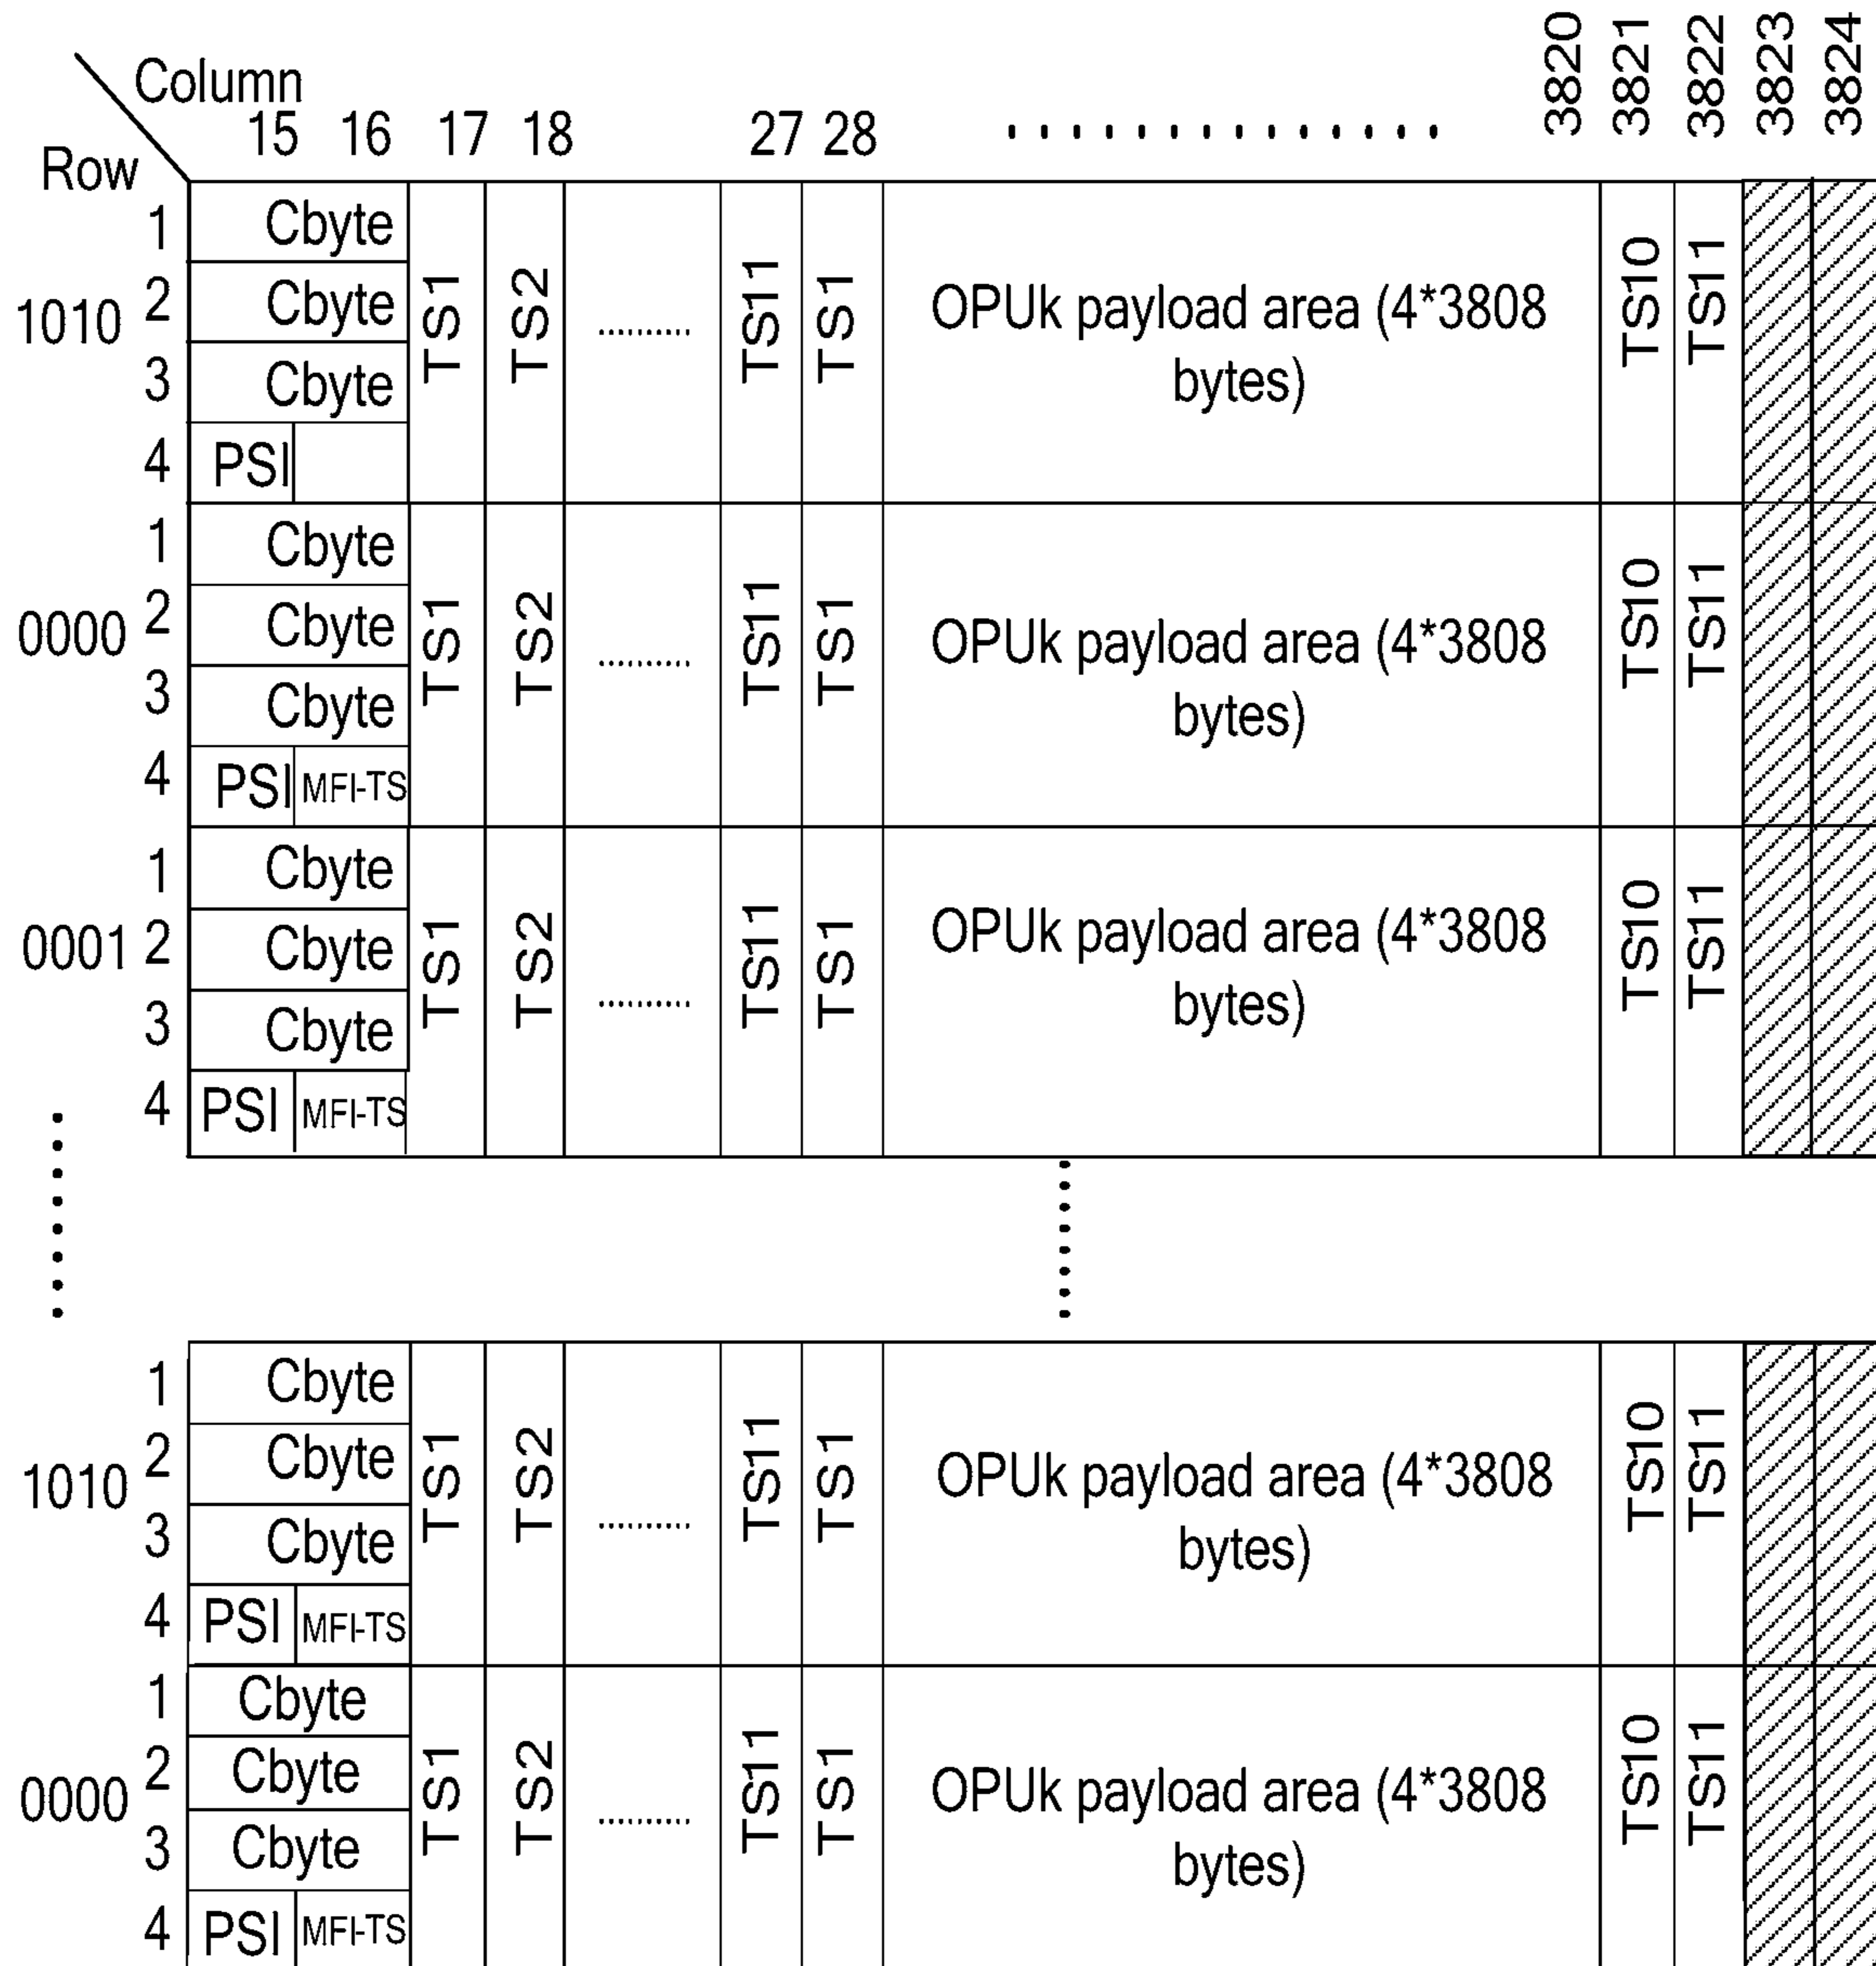 Column
15 16 17 18 27 28 ............... 3820 3821 3822 3823 3824
Row
1 Cbyte
1010 2 Cbyte TS1 TS2 ......... TS11 TS1 OPUk payload area (4*3808 TS10 TS11
3 Cbyte bytes)
4 PSI
1 Cbyte
0000 2 Cbyte TS1 TS2 ......... TS11 TS1 OPUk payload area (4*3808 TS10 TS11
3 Cbyte bytes)
4 PSI MFI-TS
1 Cbyte
0001 2 Cbyte TS1 TS2 ......... TS11 TS1 OPUk payload area (4*3808 TS10 TS11
3 Cbyte bytes)
4 PSI MFI-TS
1 Cbyte
1010 2 Cbyte TS1 TS2 ......... TS11 TS1 OPUk payload area (4*3808 TS10 TS11
3 Cbyte bytes)
4 PSI MFI-TS
1 Cbyte
0000 2 Cbyte TS1 TS2 ......... TS11 TS1 OPUk payload area (4*3808 TS10 TS11
3 Cbyte bytes)
4 PSI MFI-TS